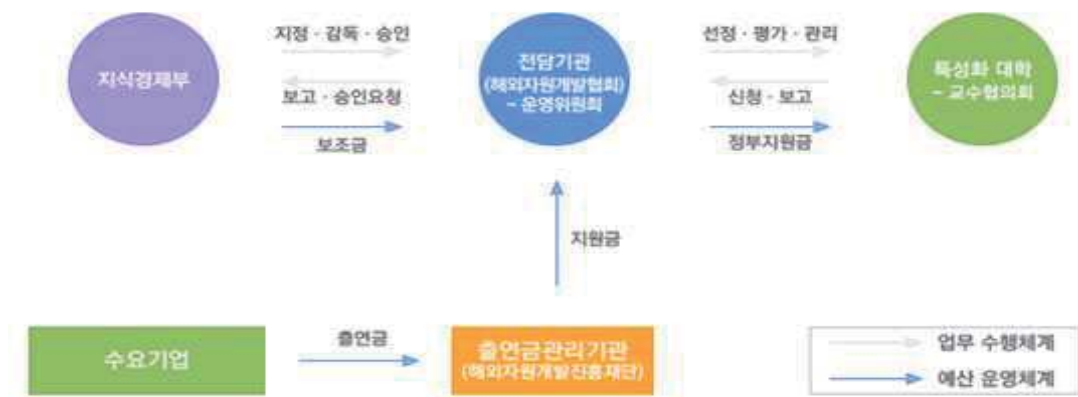 지식경제부
지정·감독·승인
보고·승인요청
보조금
전담기관
(해외자원개발협회)
- 운영위원회
선정·평가·관리
신청·보고
정부지원금
특성화 대학
- 교수협의회
지원금
수요기업
출연금
출연금관리기관
(해외자원개발진흥재단)
업무 수행체계
예산 운영체계